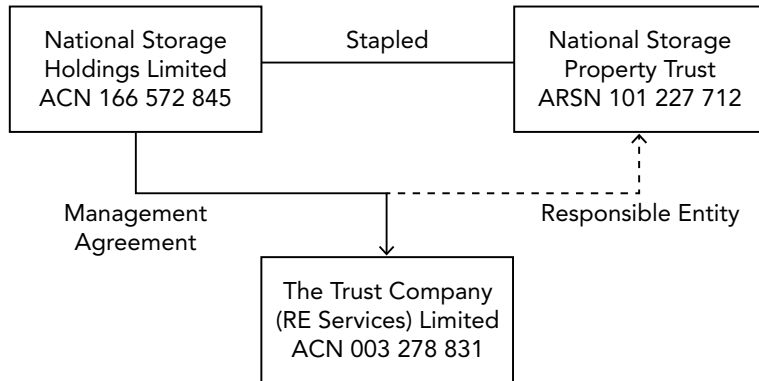 National Storage
Holdings Limited
ACN 166 572 845
Stapled
National Storage
Property Trust
ARSN 101 227 712
Management
Agreement
Responsible Entity
The Trust Company
(RE Services) Limited
ACN 003 278 831